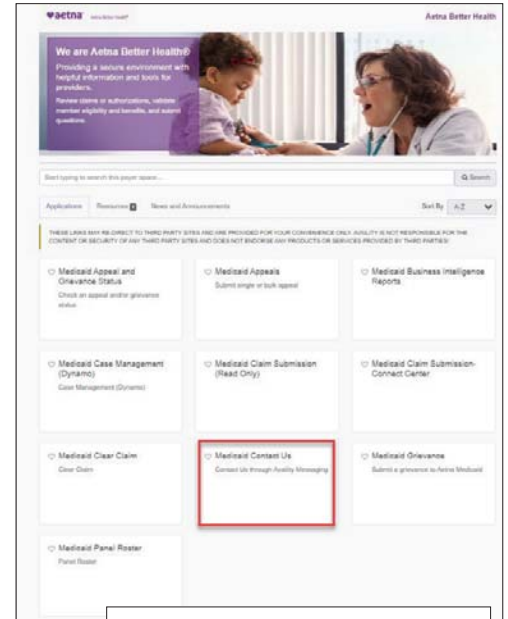 aetna
Aetna Better Health
We are Aetna Better Health®
Providing a secure environment with
helpful information and tools for
providers.
Review claims or authorizations, validate
member eligibility and benefits, and submit
questions.
Start typing to search this payer space...
Search
Applications Resources News and Announcements
Sort By A-Z
THESE LINKS MAY RE-DIRECT TO THIRD PARTY SITES AND ARE PROVIDED FOR YOUR CONVENIENCE ONLY. AVAILITY IS NOT RESPONSIBLE FOR THE
CONTENT OR SECURITY OF ANY THIRD PARTY SITES AND DOES NOT ENDORSE ANY PRODUCTS OR SERVICES PROVIDED BY THIRD PARTIES!
Medicaid Appeal and
Grievance Status
Check an appeal and/or grievance
status
Medicaid Appeals
Submit single or bulk appeal
Medicaid Business Intelligence
Reports
Medicaid Case Management
(Dynamo)
Case Management (Dynamo)
Medicaid Claim Submission
(Read Only)
Medicaid Claim Submission-
Connect Center
Medicaid Clear Claim
Clear Claim
Medicaid Contact Us
Contact Us through Availity Messaging
Medicaid Grievance
Submit a grievance to Aetna Medicaid
Medicaid Panel Roster
Panel Roster